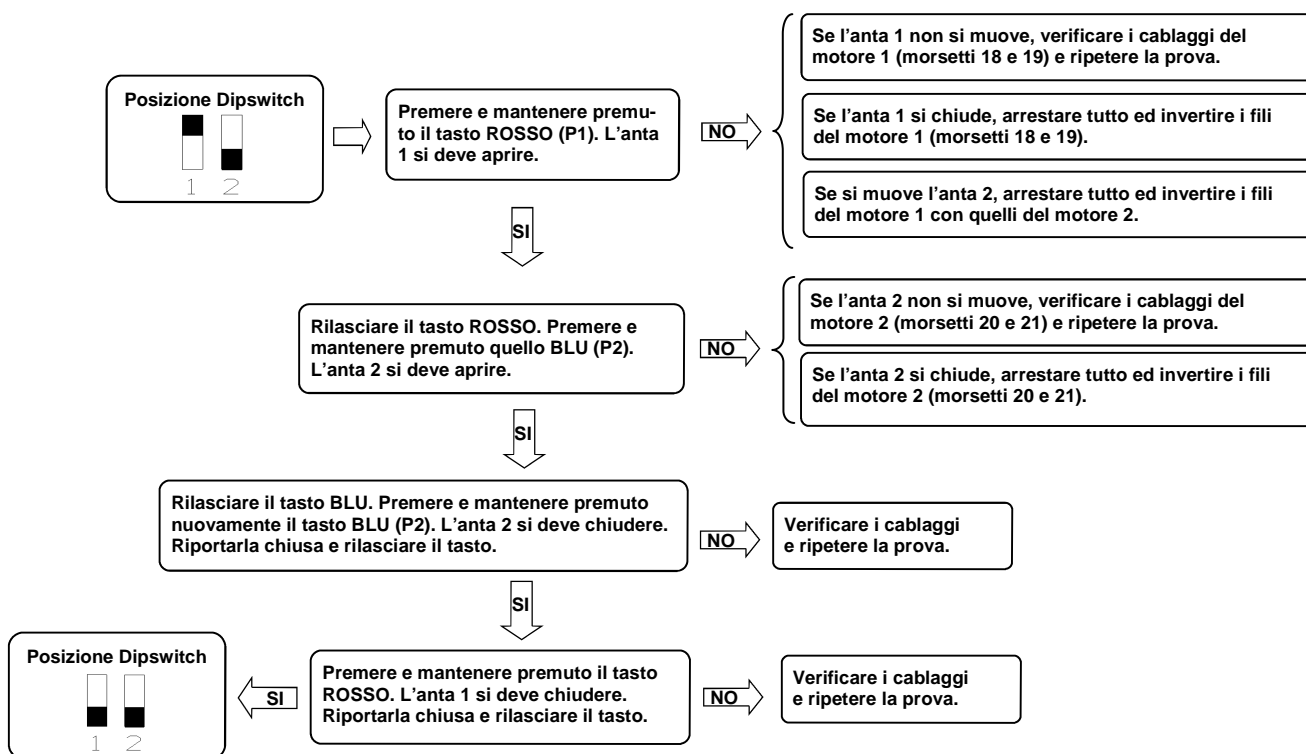 Posizione Dipswitch
1 2
Premere e mantenere premu-
to il tasto ROSSO (P1). L’anta
1 si deve aprire.
NO
Se l’anta 1 non si muove, verificare i cablaggi del
motore 1 (morsetti 18 e 19) e ripetere la prova.
Se l’anta 1 si chiude, arrestare tutto ed invertire i fili
del motore 1 (morsetti 18 e 19).
Se si muove l’anta 2, arrestare tutto ed invertire i fili
del motore 1 con quelli del motore 2.
SI
Rilasciare il tasto ROSSO. Premere e
mantenere premuto quello BLU (P2).
L’anta 2 si deve aprire.
NO
Se l’anta 2 non si muove, verificare i cablaggi del
motore 2 (morsetti 20 e 21) e ripetere la prova.
Se l’anta 2 si chiude, arrestare tutto ed invertire i fili
del motore 2 (morsetti 20 e 21).
SI
Rilasciare il tasto BLU. Premere e mantenere premuto
nuovamente il tasto BLU (P2). L’anta 2 si deve chiudere.
Riportarla chiusa e rilasciare il tasto.
NO
Verificare i cablaggi
e ripetere la prova.
SI
Premere e mantenere premuto il tasto
ROSSO. L’anta 1 si deve chiudere.
Riportarla chiusa e rilasciare il tasto.
NO
Verificare i cablaggi
e ripetere la prova.
SI
Posizione Dipswitch
1 2